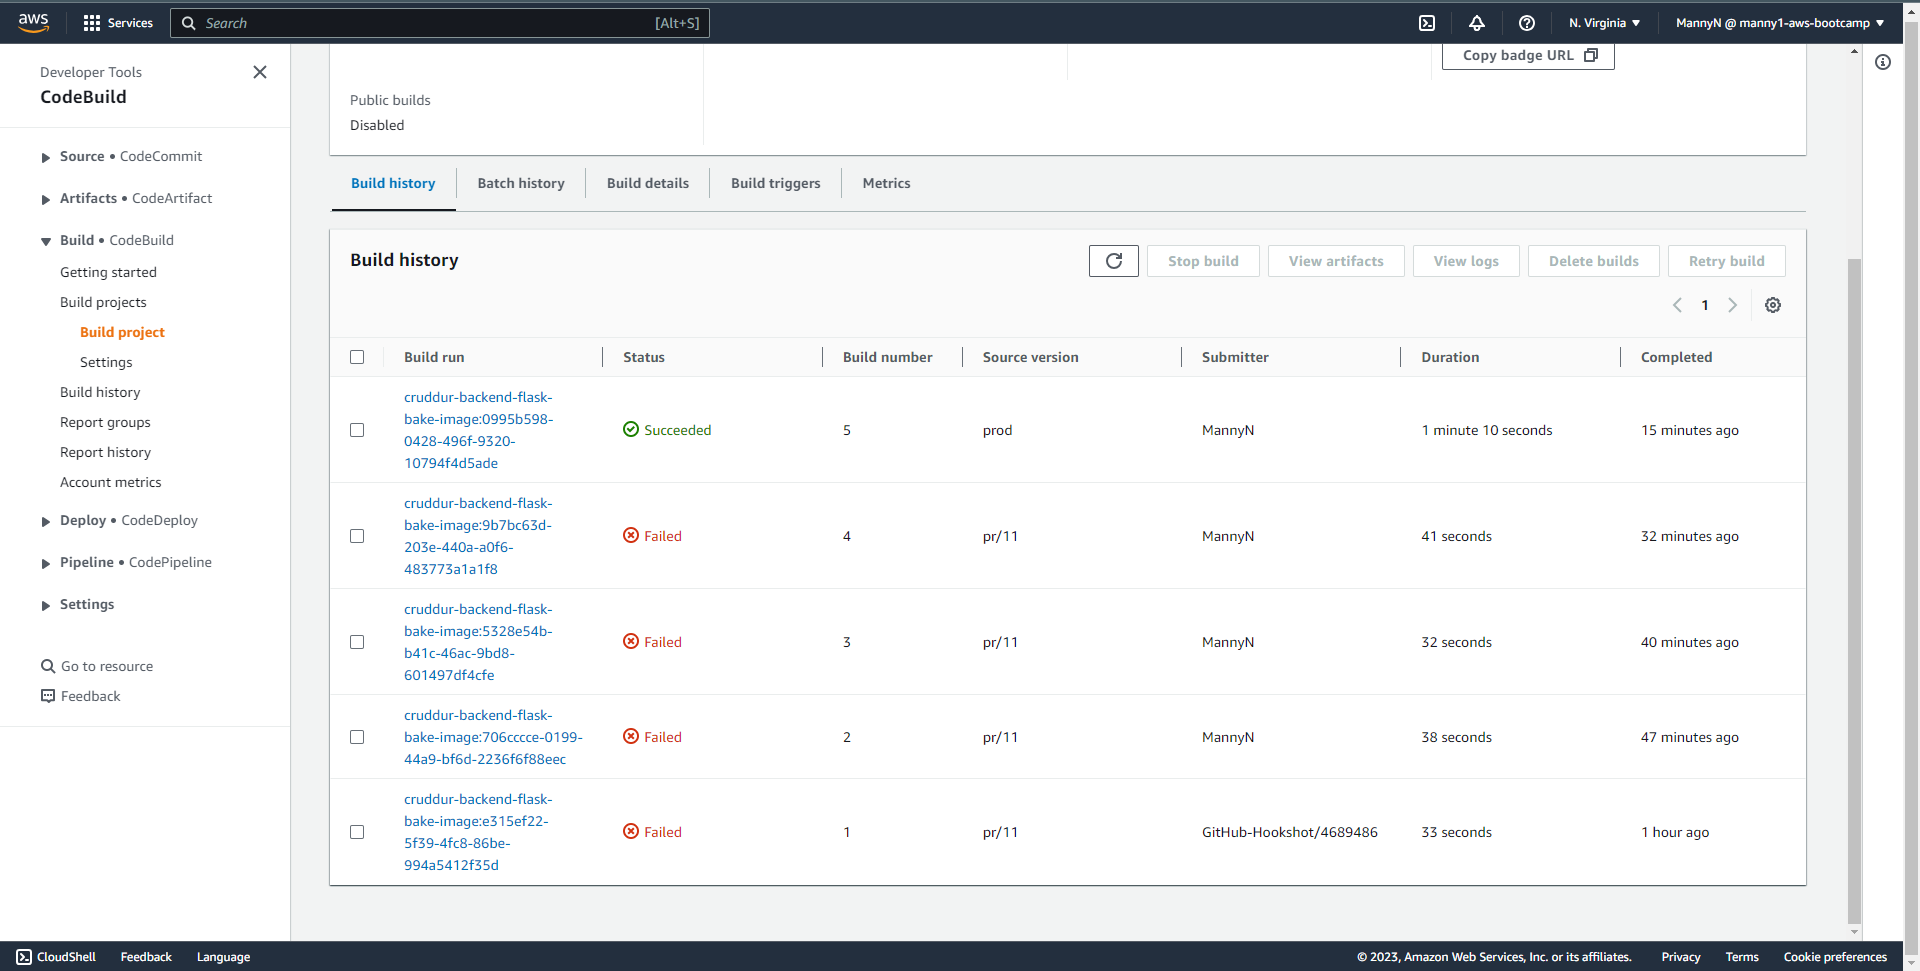 aws
Services
Search
[Alt+S]
N. Virginia
MannyN @ manny1-aws-bootcamp
Developer Tools
CodeBuild
Source • CodeCommit
Artifacts • CodeArtifact
Build • CodeBuild
Getting started
Build projects
Build project
Settings
Build history
Report groups
Report history
Account metrics
Deploy • CodeDeploy
Pipeline • CodePipeline
Settings
Go to resource
Feedback
Copy badge URL
Public builds
Disabled
Build history
Batch history
Build details
Build triggers
Metrics
Build history
Stop build
View artifacts
View logs
Delete builds
Retry build
1
Build run
Status
Build number
Source version
Submitter
Duration
Completed
cruddur-backend-flask-
bake-image:0995b598-
0428-496f-9320-
10794f4d5ade
Succeeded
5
prod
MannyN
1 minute 10 seconds
15 minutes ago
cruddur-backend-flask-
bake-image:9b7bc63d-
203e-440a-a0f6-
483773a1a1f8
Failed
4
pr/11
MannyN
41 seconds
32 minutes ago
cruddur-backend-flask-
bake-image:5328e54b-
b41c-46ac-9bd8-
601497df4cfe
Failed
3
pr/11
MannyN
32 seconds
40 minutes ago
cruddur-backend-flask-
bake-image:706cccce-0199-
44a9-bf6d-2236f6f88eec
Failed
2
pr/11
MannyN
38 seconds
47 minutes ago
cruddur-backend-flask-
bake-image:e315ef22-
5f39-4fc8-86be-
994a5412f35d
Failed
1
pr/11
GitHub-Hookshot/4689486
33 seconds
1 hour ago
CloudShell
Feedback
Language
© 2023, Amazon Web Services, Inc. or its affiliates.
Privacy
Terms
Cookie preferences